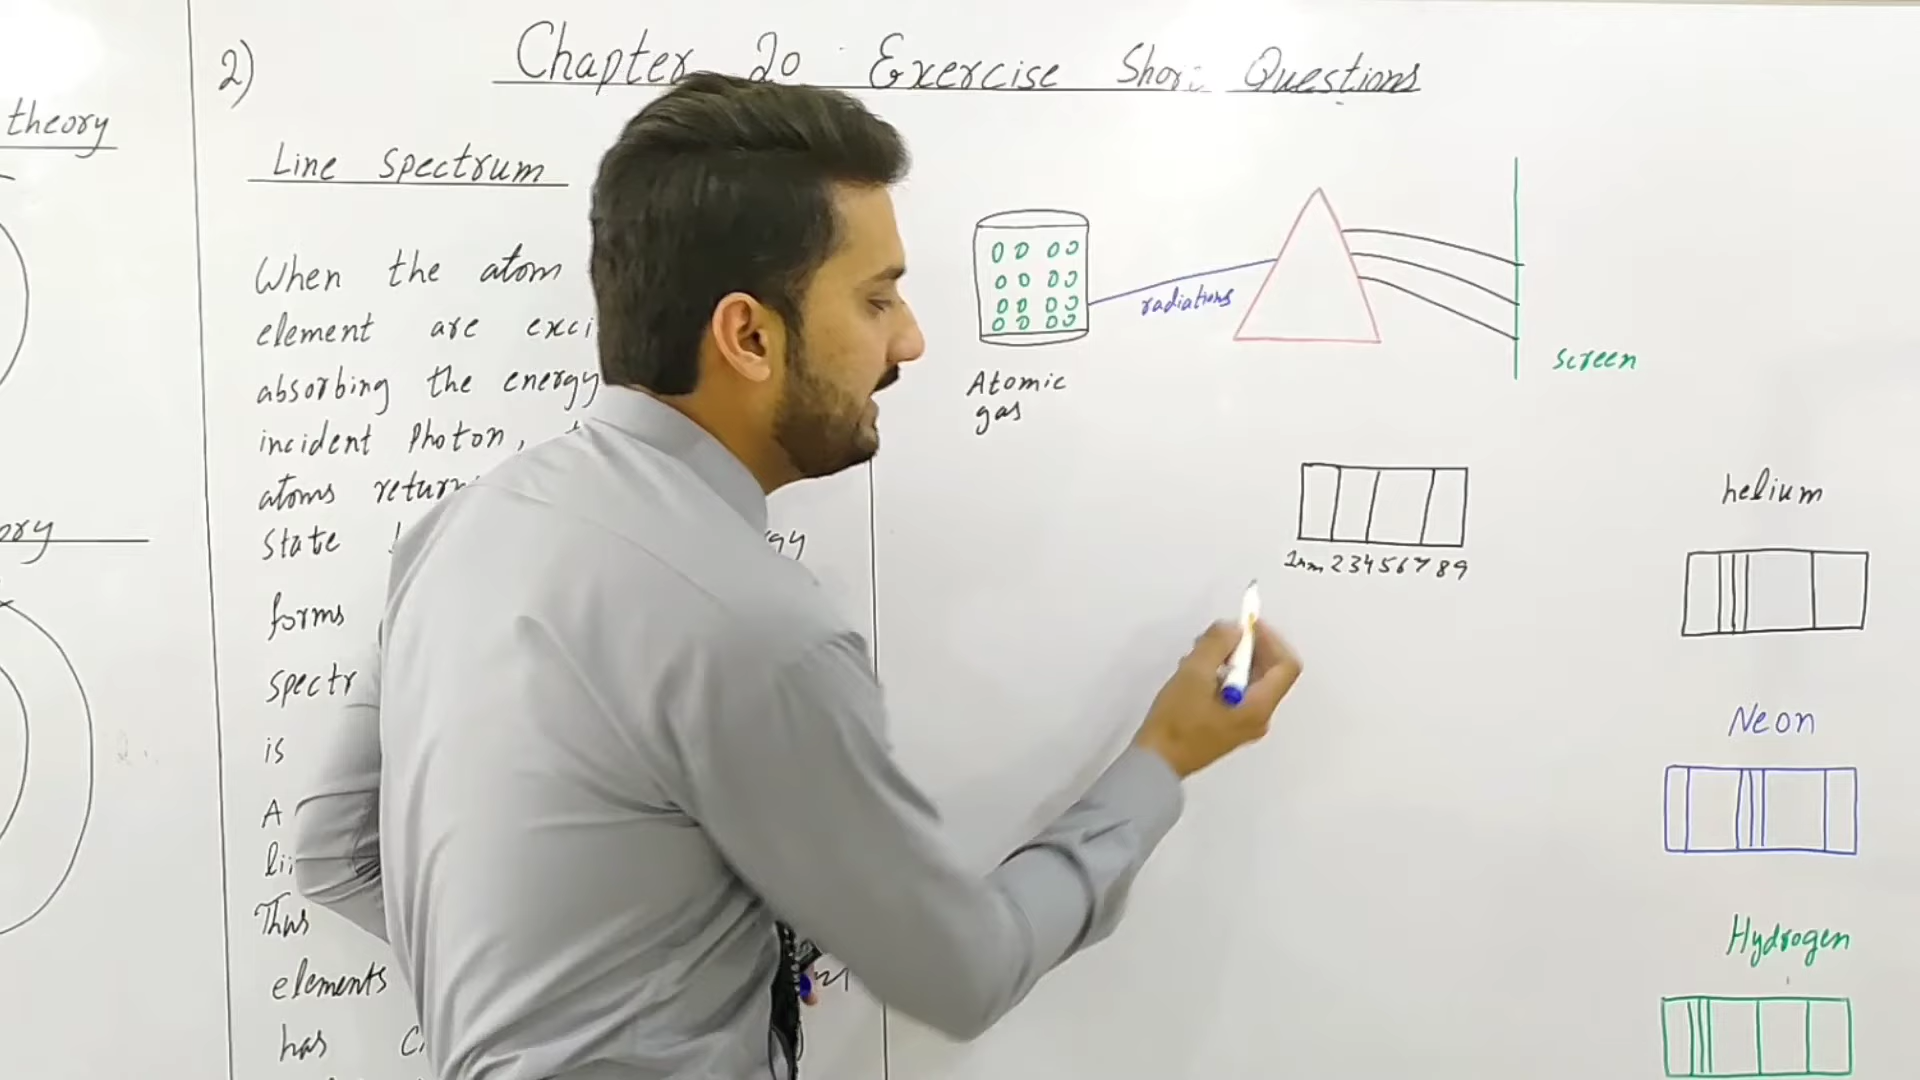 theory
2)
Chapter 20 Exercise Short Questions
Line Spectrum
When the atom
element are exci
absorbing the energy
incident Photon,
atoms return
State
forms
spectr
is
A
Thus
elements
has
Atomic
gas
radiations
screen
1nm 2 3 4 5 6 7 8 9
helium
Neon
Hydrogen